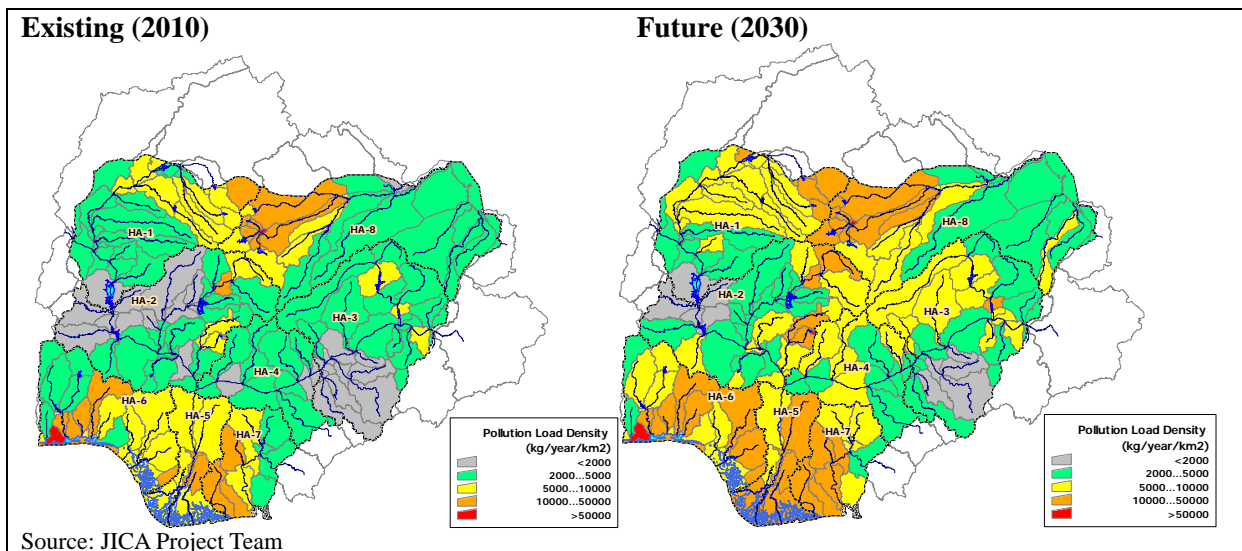 Existing (2010)
HA-1
HA-8
HA-2
HA-3
HA-4
HA-6
HA-5
HA-7
Pollution Load Density
(kg/year/km2)
<2000
2000...5000
5000...10000
10000...50000
>50000
Source: JICA Project Team
Future (2030)
HA-1
HA-8
HA-2
HA-3
HA-4
HA-6
HA-5
HA-7
Pollution Load Density
(kg/year/km2)
<2000
2000...5000
5000...10000
10000...50000
>50000